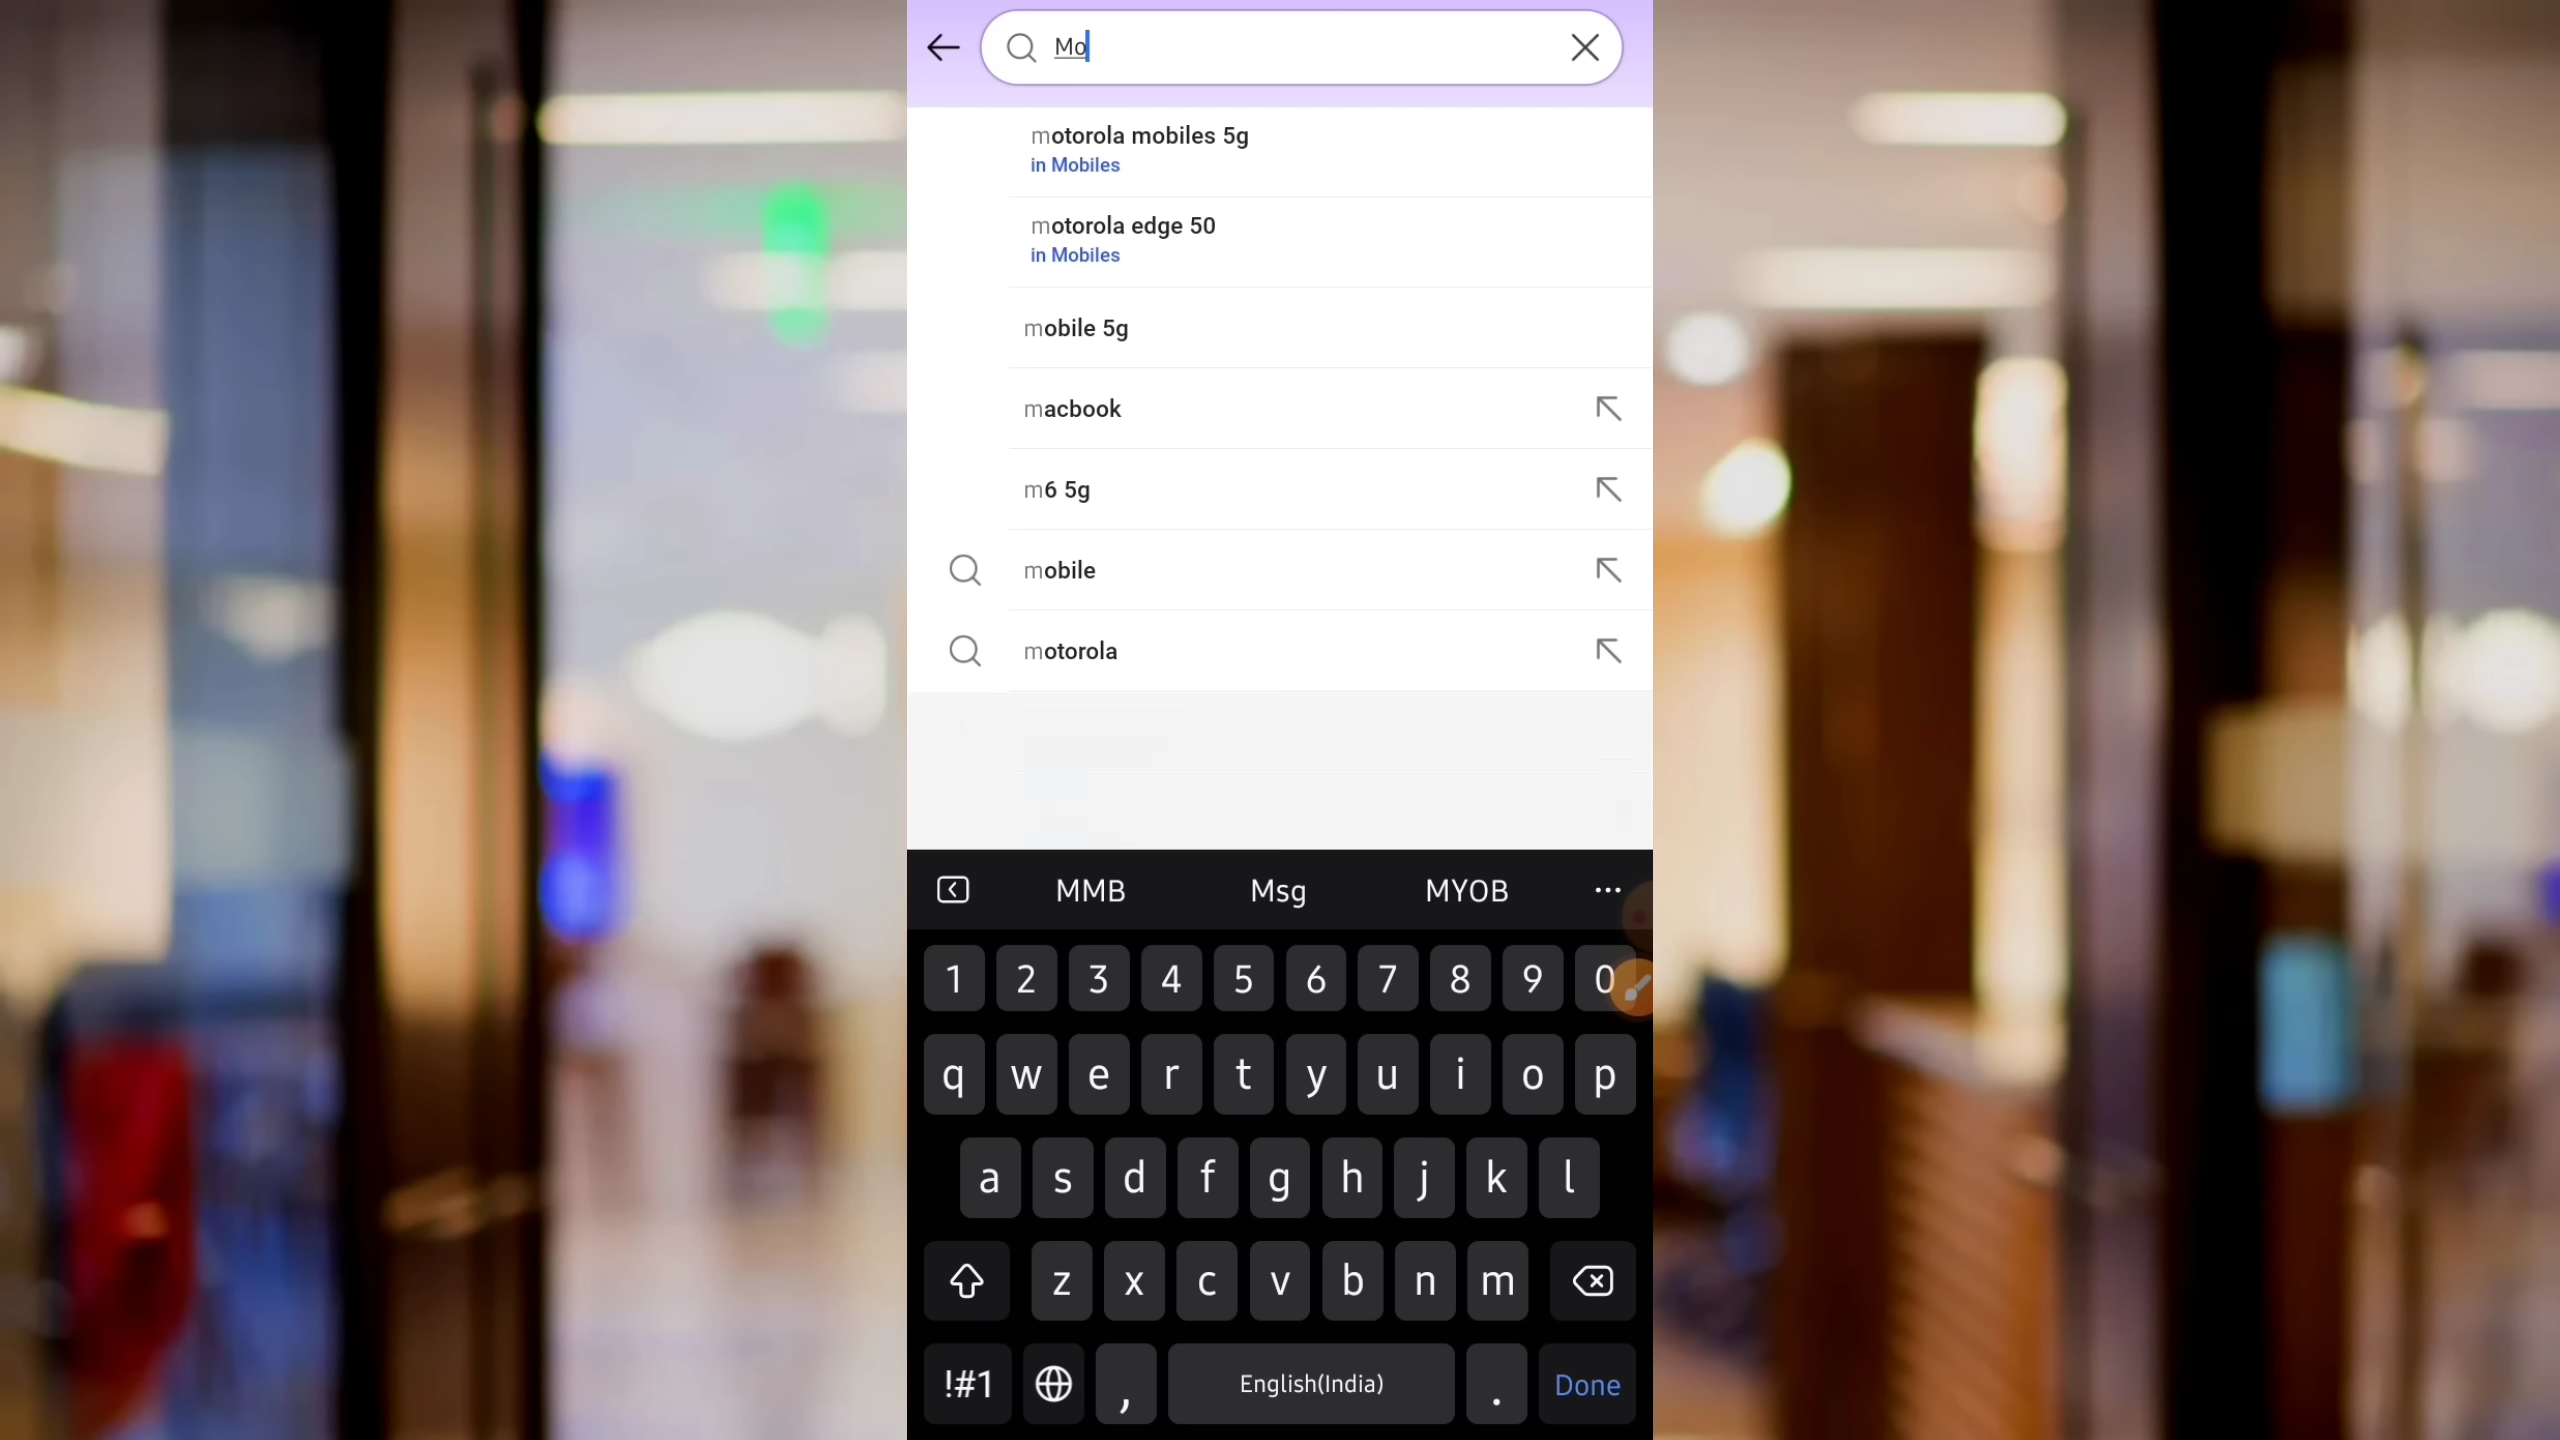 Mo
motorola mobiles 5g
in Mobiles
motorola edge 50
in Mobiles
mobile 5g
macbook
m6 5g
mobile
motorola
MMB Msg MYOB ...
1 2 3 4 5 6 7 8 9 0
q w e r t y u i o p
a s d f g h j k l
z x c v b n m
!#1 , English(India) . Done